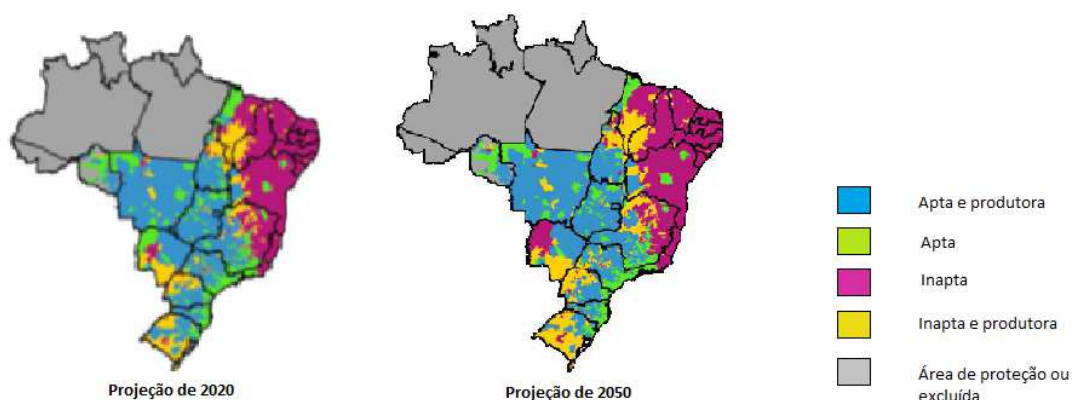 Apta e produtora
Apta
Inapta
Inapta e produtora
Área de proteção ou
excluída
Projeção de 2020
Projeção de 2050